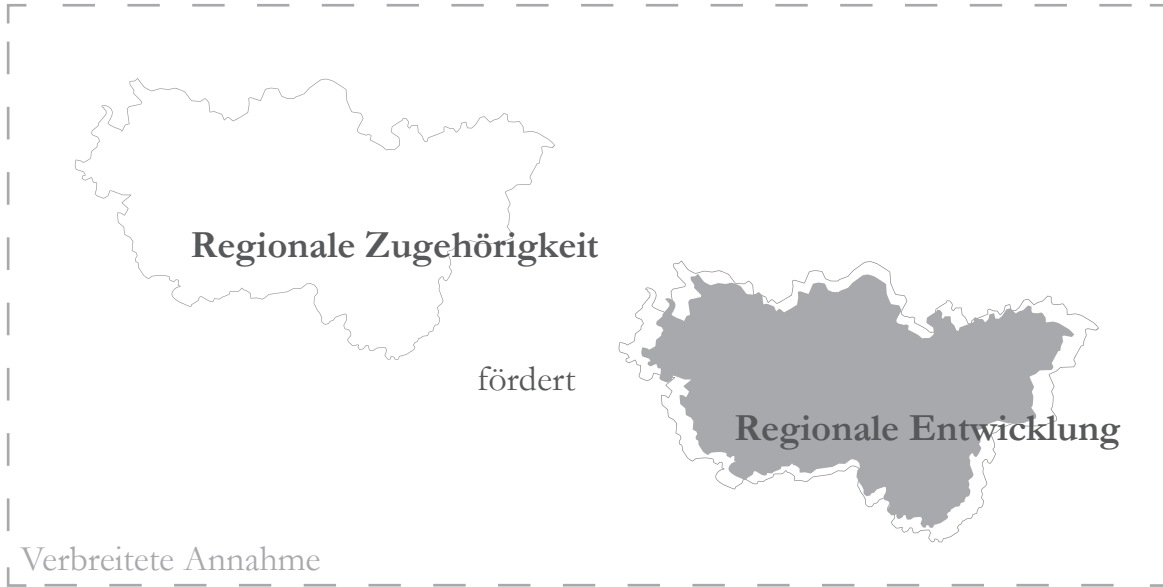 Regionale Zugehörigkeit
fördert
Regionale Entwicklung
Verbreitete Annahme